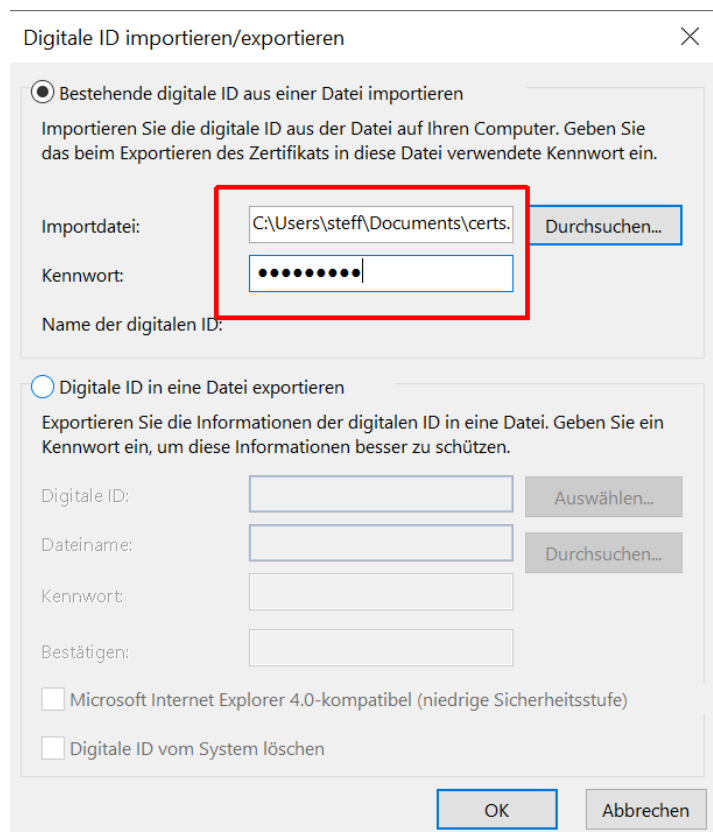 Digitale ID importieren/exportieren
Bestehende digitale ID aus einer Datei importieren
Importieren Sie die digitale ID aus der Datei auf Ihren Computer. Geben Sie
das beim Exportieren des Zertifikats in diese Datei verwendete Kennwort ein.
Importdatei: C:\Users\steff\Documents\certs. Durchsuchen...
Kennwort: ●●●●●●●●●
Name der digitalen ID:
Digitale ID in eine Datei exportieren
Exportieren Sie die Informationen der digitalen ID in eine Datei. Geben Sie ein
Kennwort ein, um diese Informationen besser zu schützen.
Digitale ID: Auswählen...
Dateiname: Durchsuchen...
Kennwort:
Bestätigen:
Microsoft Internet Explorer 4.0-kompatibel (niedrige Sicherheitsstufe)
Digitale ID vom System löschen
OK Abbrechen